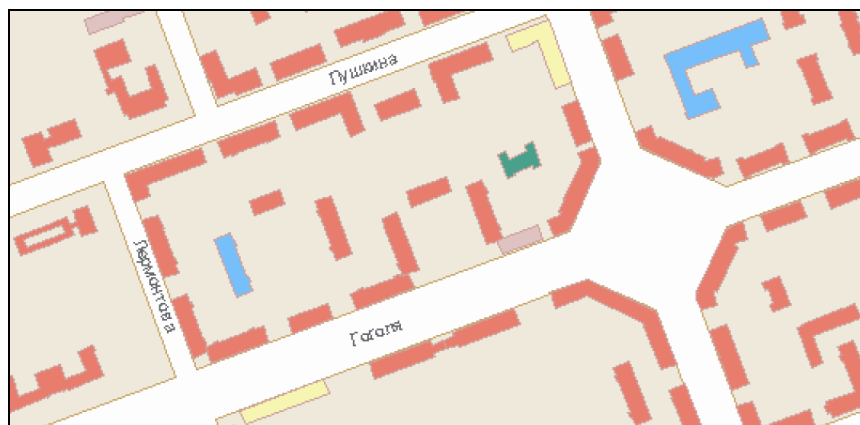 Пушкина
Лермонтова
Гоголя